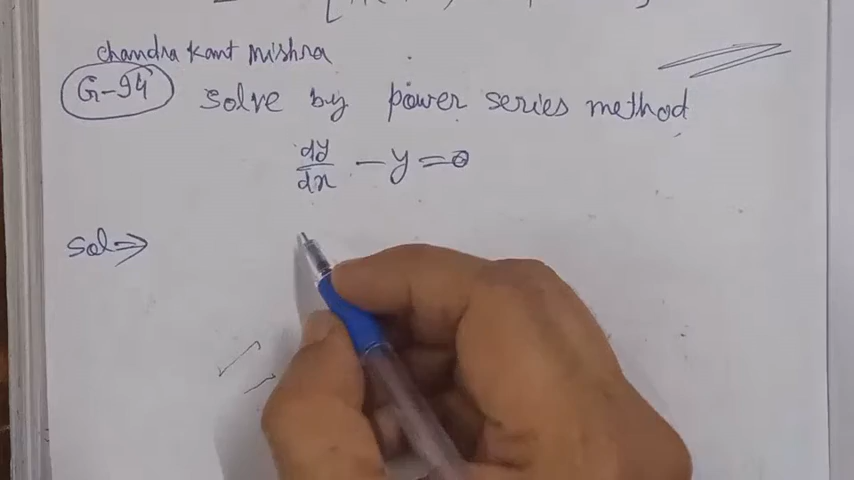 chandra kant mishra
G-94 Solve by power series method
dy/dx - y = 0
Sol ⇒